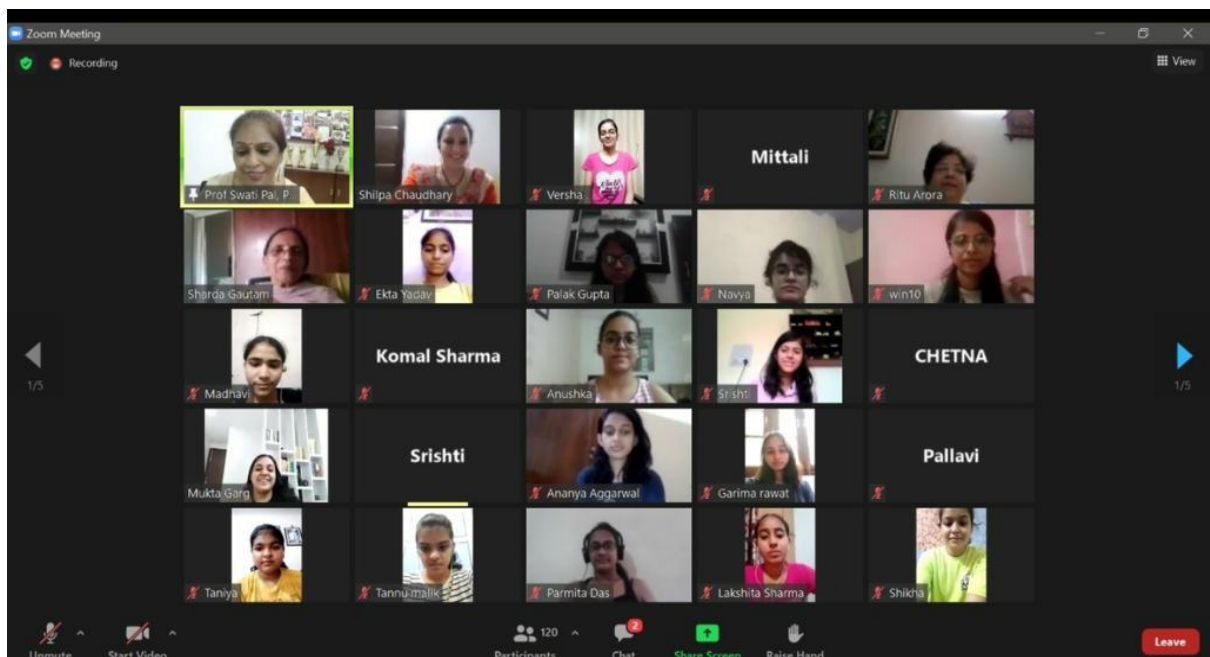 Zoom Meeting
Recording
View
Prof Swati Pal, P...
Shilpa Chaudhary
Versha
Mittali
Ritu Arora
Sharda Gautam
Ekta Yadav
Palak Gupta
Navya
win10
Madhavi
Komal Sharma
Anushka
Srishti
CHETNA
1/5
1/5
Mukta Garg
Srishti
Ananya Aggarwal
Garima rawat
Pallavi
Taniya
Tannu malik
Parmita Das
Lakshita Sharma
Shikha
120
2
Unmute
Start Video
Participants
Chat
Share Screen
Raise Hand
Leave